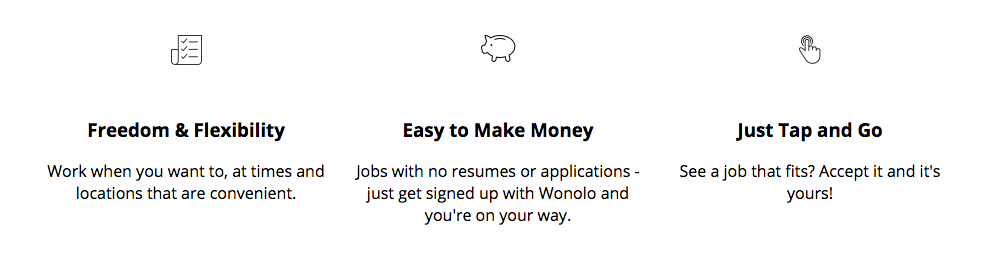 Freedom & Flexibility
Work when you want to, at times and
locations that are convenient.
Easy to Make Money
Jobs with no resumes or applications -
just get signed up with Wonolo and
you're on your way.
Just Tap and Go
See a job that fits? Accept it and it's
yours!